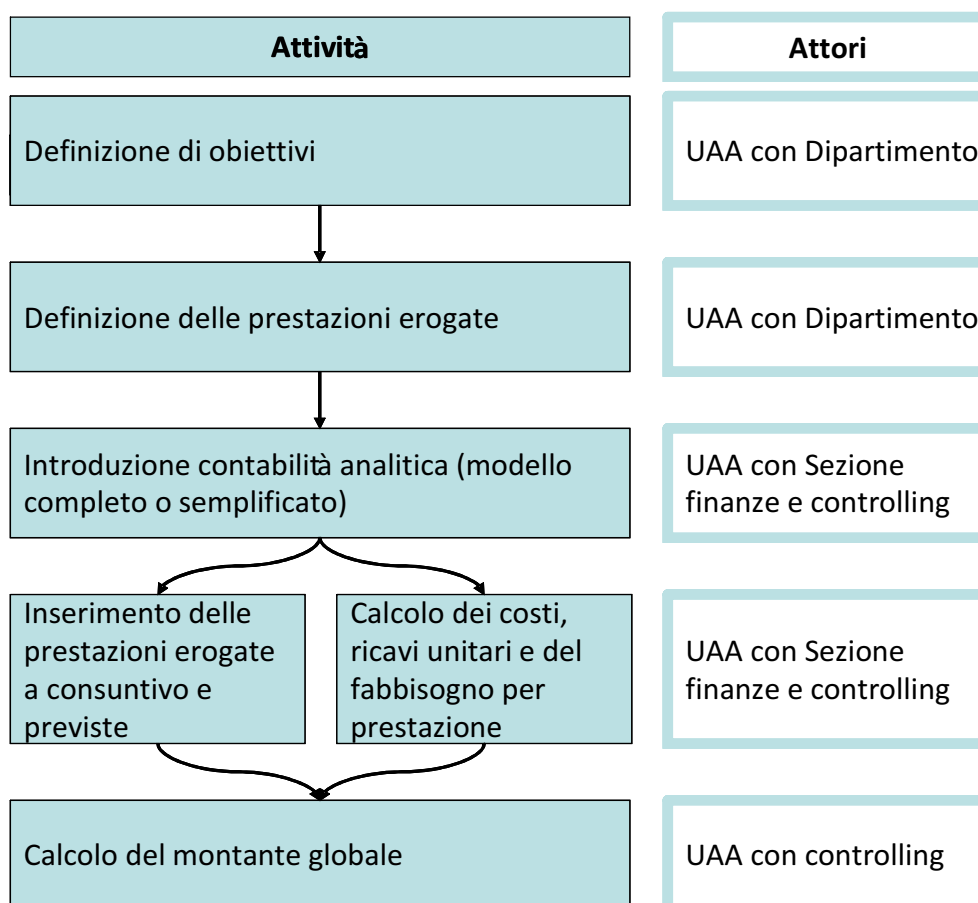 Attività
Attori
Definizione di obiettivi
UAA con Dipartimento
Definizione delle prestazioni erogate
UAA con Dipartimento
Introduzione contabilità analitica (modello
completo o semplificato)
UAA con Sezione
finanze e controlling
Inserimento delle
prestazioni erogate
a consuntivo e
previste
Calcolo dei costi,
ricavi unitari e del
fabbisogno per
prestazione
UAA con Sezione
finanze e controlling
Calcolo del montante globale
UAA con controlling